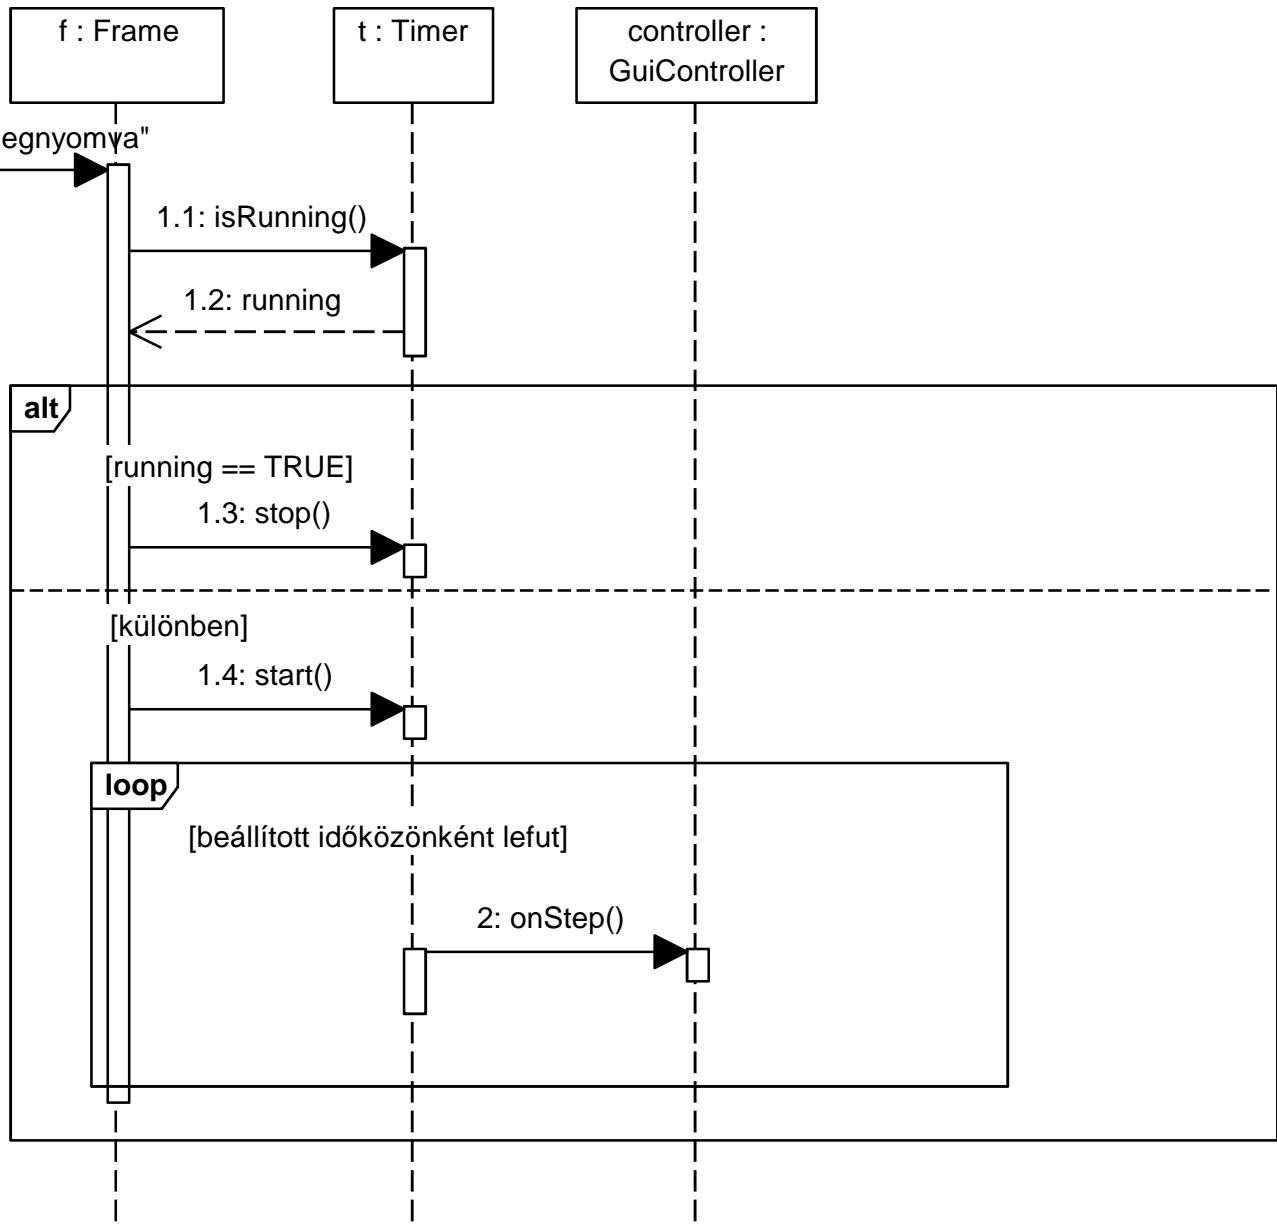 f : Frame
t : Timer
controller :
GuiController
egnyomva"
1.1: isRunning()
1.2: running
alt
[running == TRUE]
1.3: stop()
[különben]
1.4: start()
loop
[beállított időközönként lefut]
2: onStep()